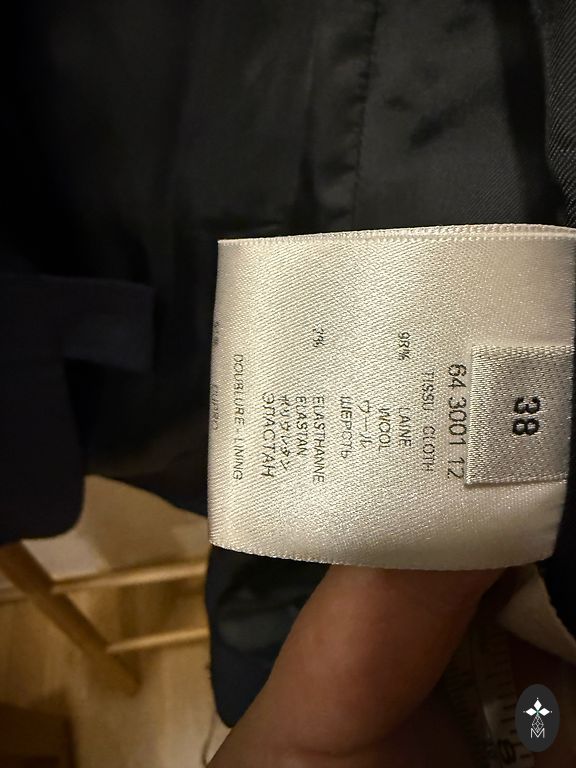 38
64 3001 T2
TISSU - CLOTH
98% LAINE
WOOL
ウール
ШЕРСТЬ
2% ELASTHANNE
ELASTAN
ポリウレタン
ЭЛАСТАН
DOUBLURE - LINING
M